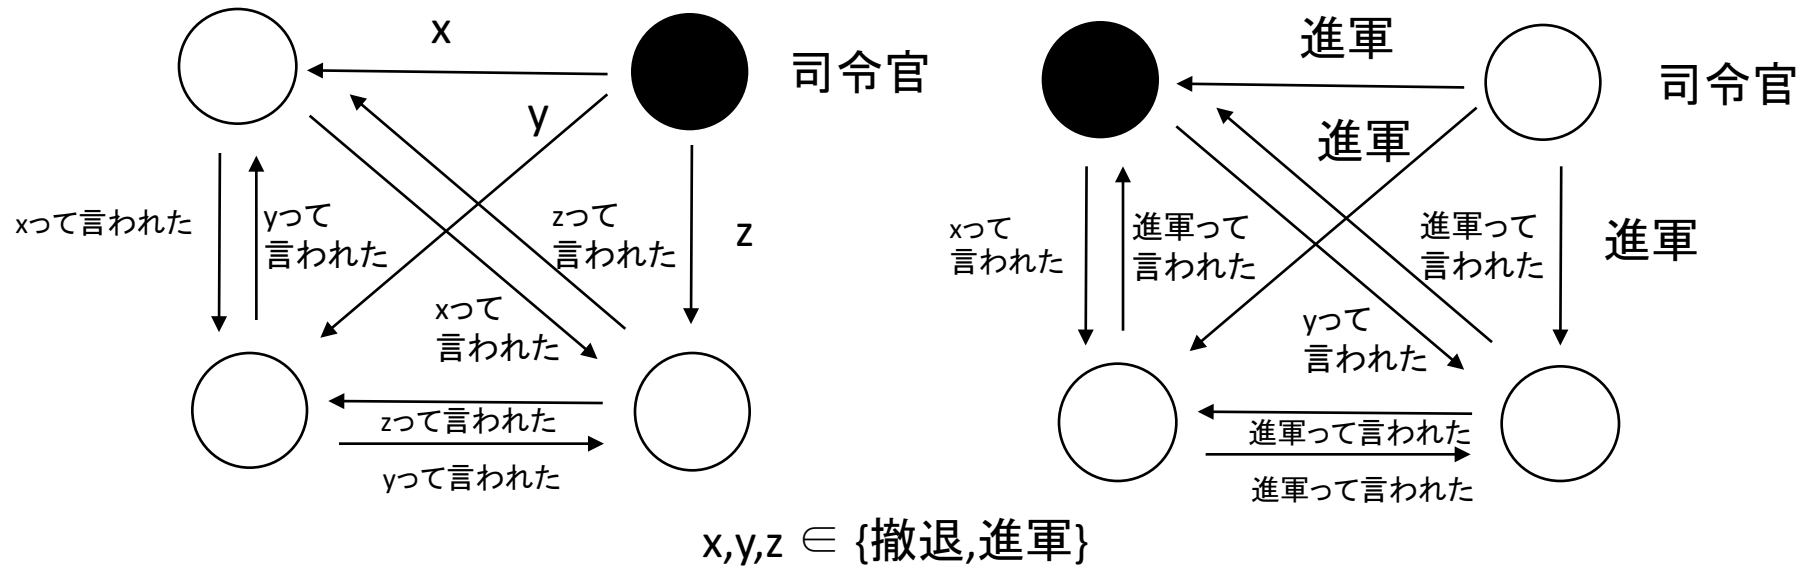 x
司令官
y
xって言われた
yって
言われた
zって
言われた
z
xって
言われた
zって言われた
yって言われた
進軍
司令官
進軍
xって
言われた
進軍って
言われた
進軍って
言われた
進軍
yって
言われた
進軍って言われた
進軍って言われた
x,y,z ∈ {撤退,進軍}